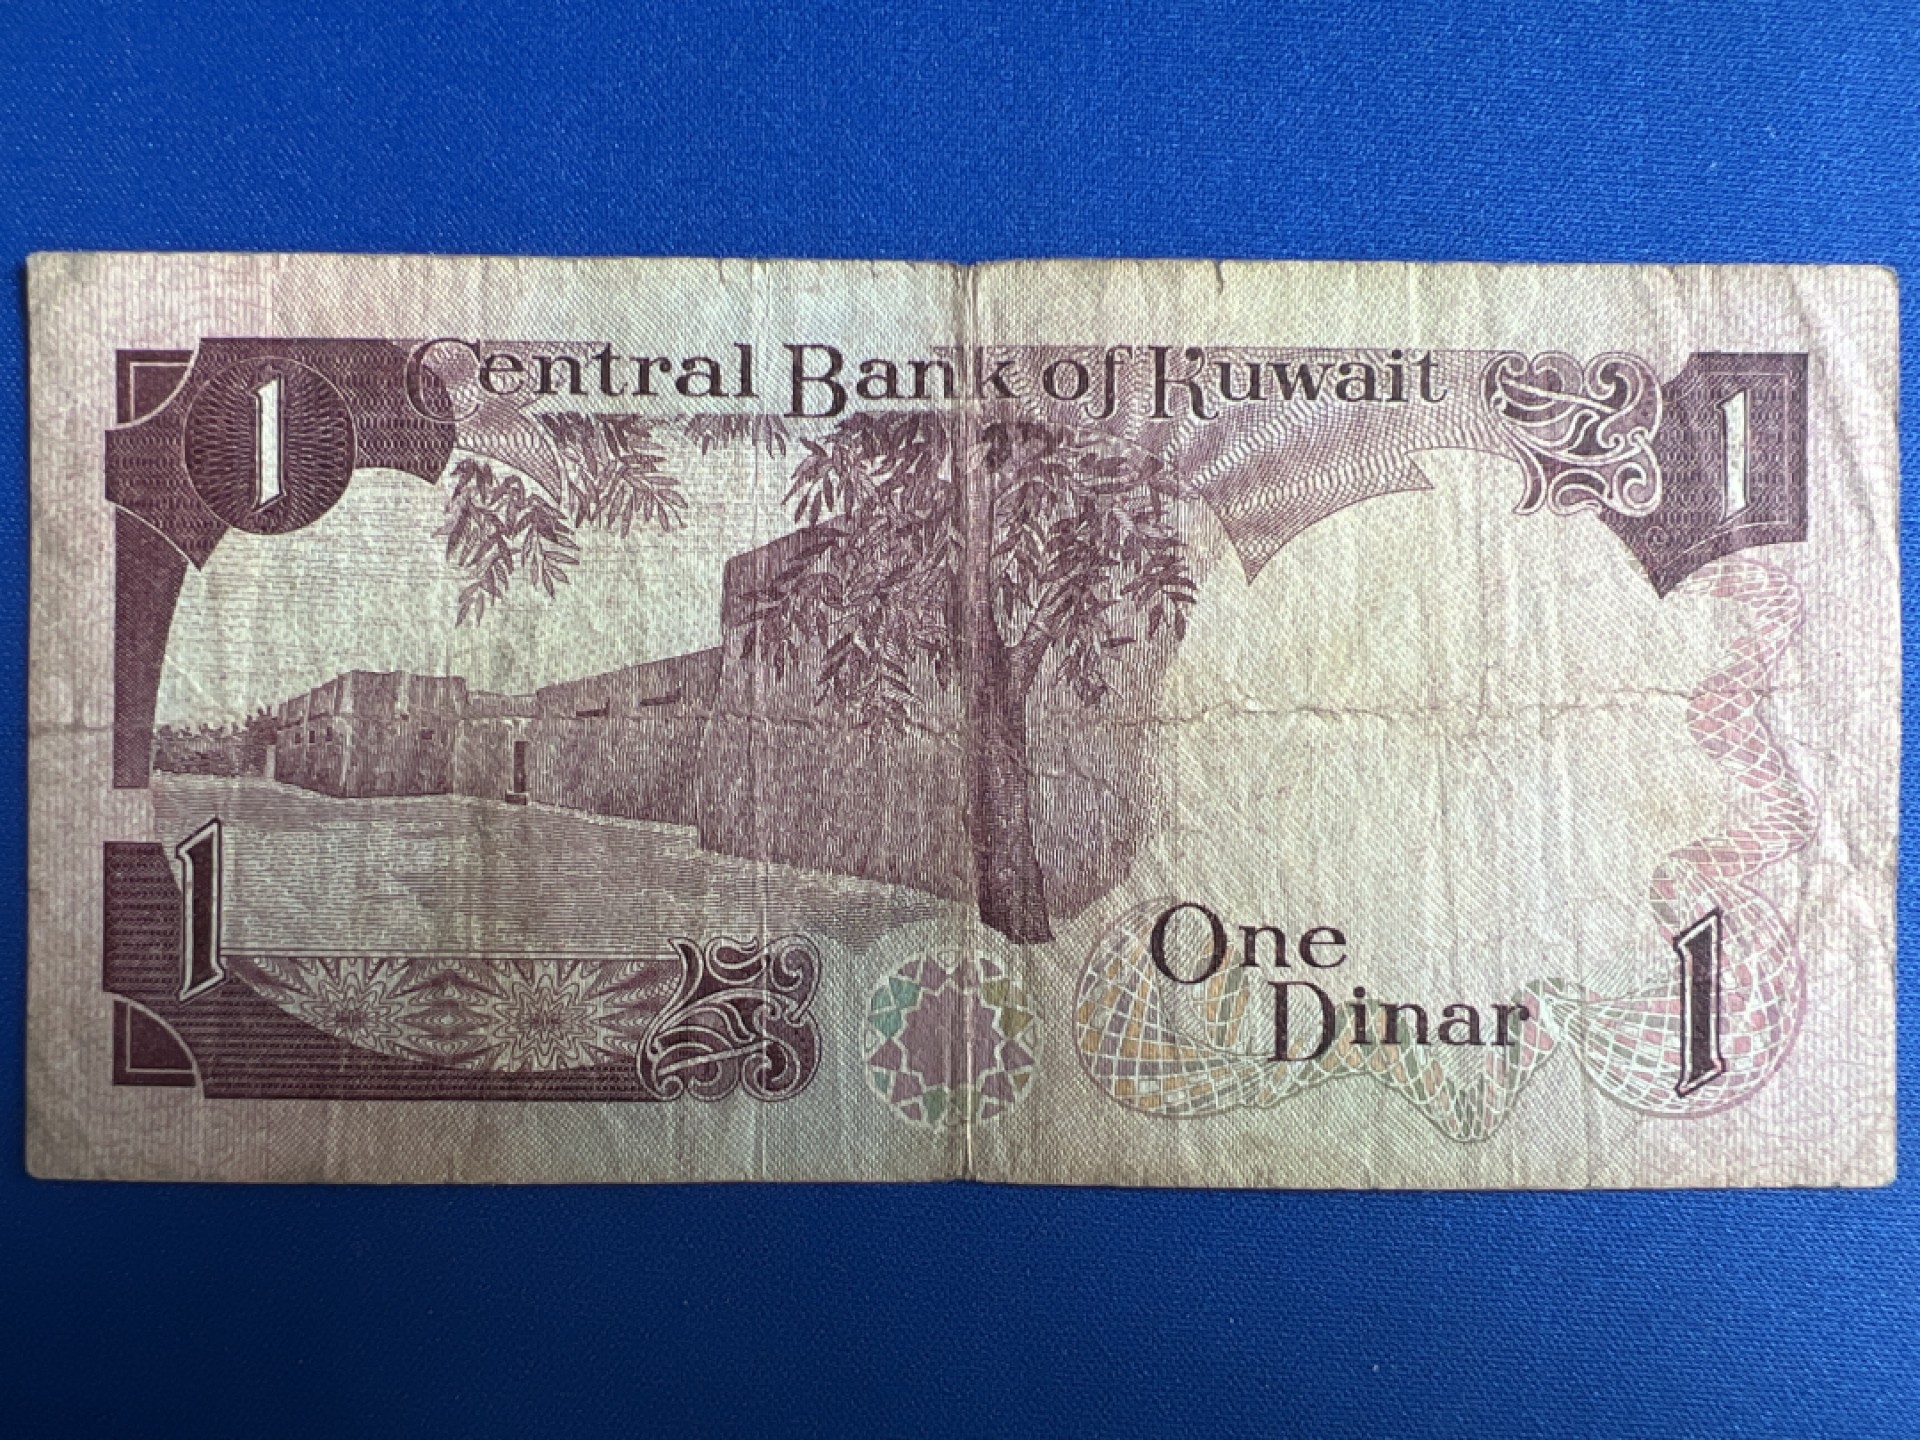 1 Central Bank of Kuwait 1
1 One 1
Dinar